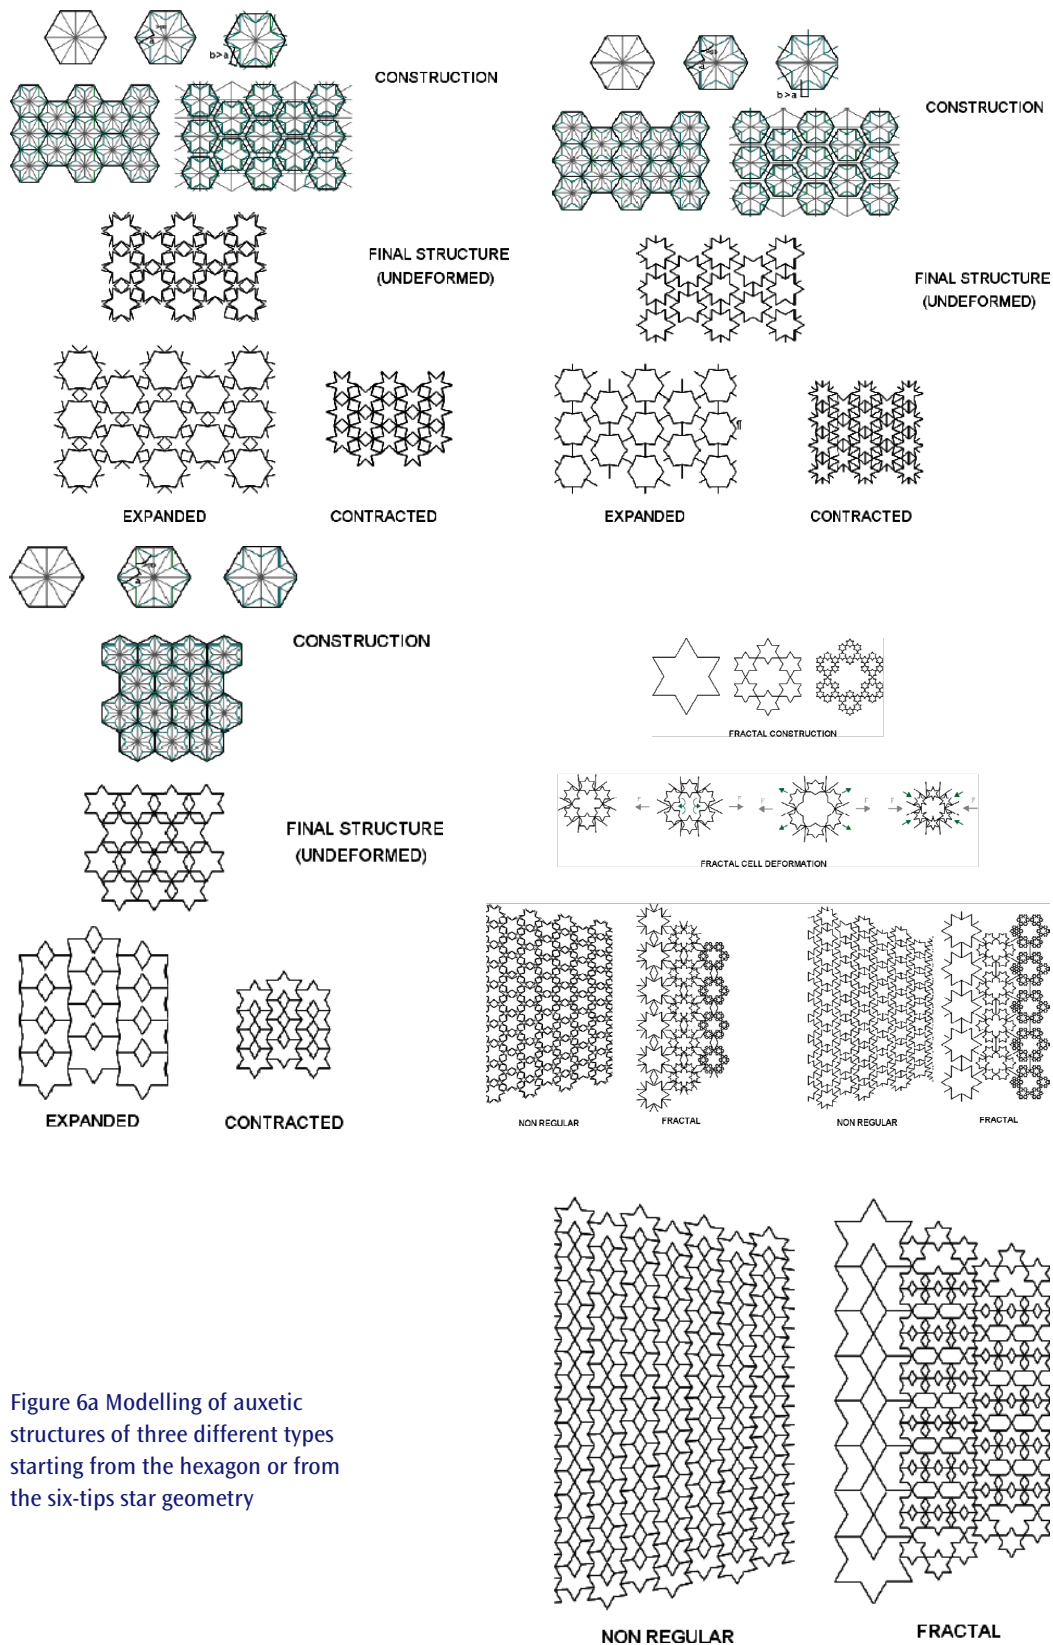 a
b>a
CONSTRUCTION
FINAL STRUCTURE
(UNDEFORMED)
EXPANDED
CONTRACTED
a
b>a
CONSTRUCTION
FINAL STRUCTURE
(UNDEFORMED)
¶
EXPANDED
CONTRACTED
a
CONSTRUCTION
FINAL STRUCTURE
(UNDEFORMED)
EXPANDED
CONTRACTED
FRACTAL CONSTRUCTION
F F F F F
FRACTAL CELL DEFORMATION
NON REGULAR
FRACTAL
NON REGULAR
FRACTAL
Figure 6a Modelling of auxetic
structures of three different types
starting from the hexagon or from
the six-tips star geometry
NON REGULAR
FRACTAL